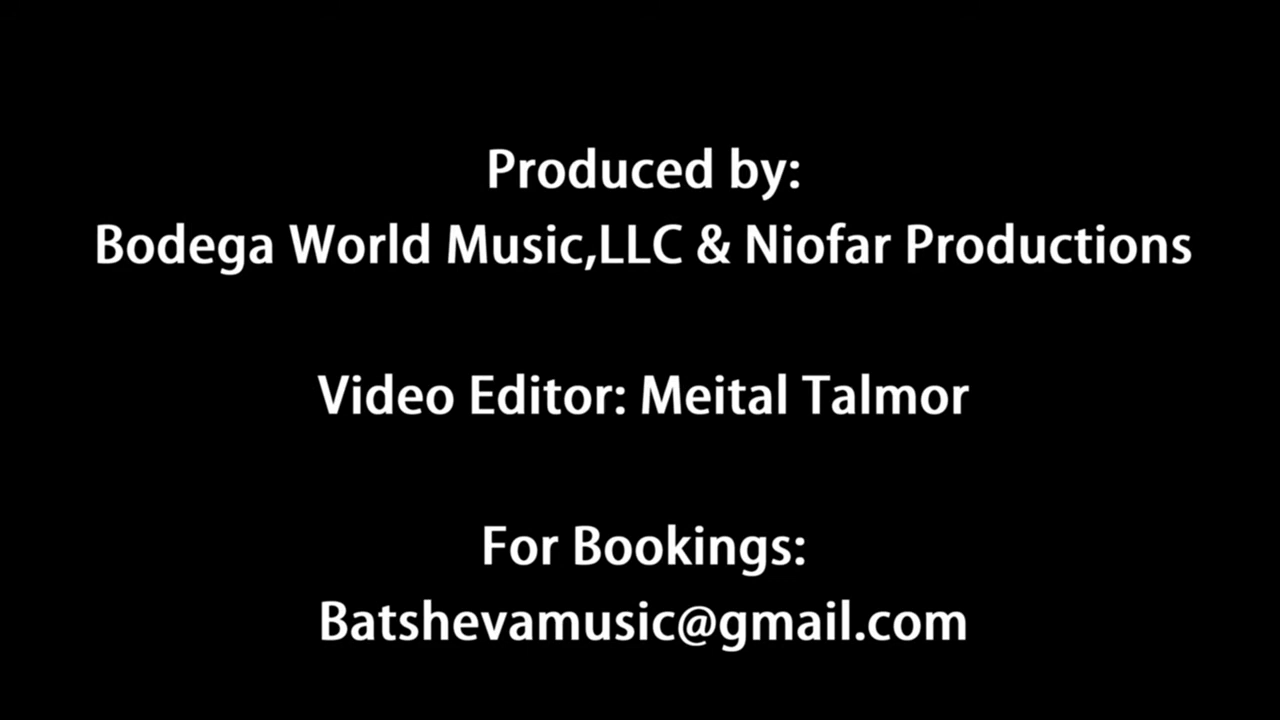 Produced by:
Bodega World Music,LLC & Niofar Productions
Video Editor: Meital Talmor
For Bookings:
Batshevamusic@gmail.com